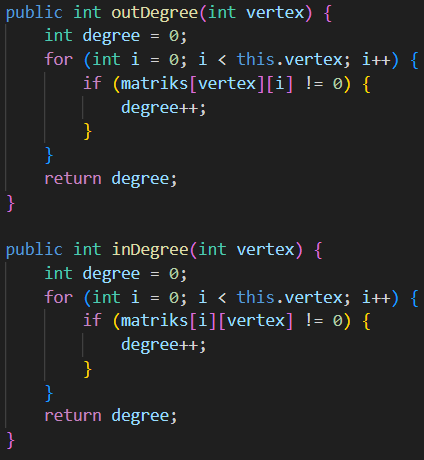 public int outDegree(int vertex) {
    int degree = 0;
    for (int i = 0; i < this.vertex; i++) {
        if (matriks[vertex][i] != 0) {
            degree++;
        }
    }
    return degree;
}

public int inDegree(int vertex) {
    int degree = 0;
    for (int i = 0; i < this.vertex; i++) {
        if (matriks[i][vertex] != 0) {
            degree++;
        }
    }
    return degree;
}